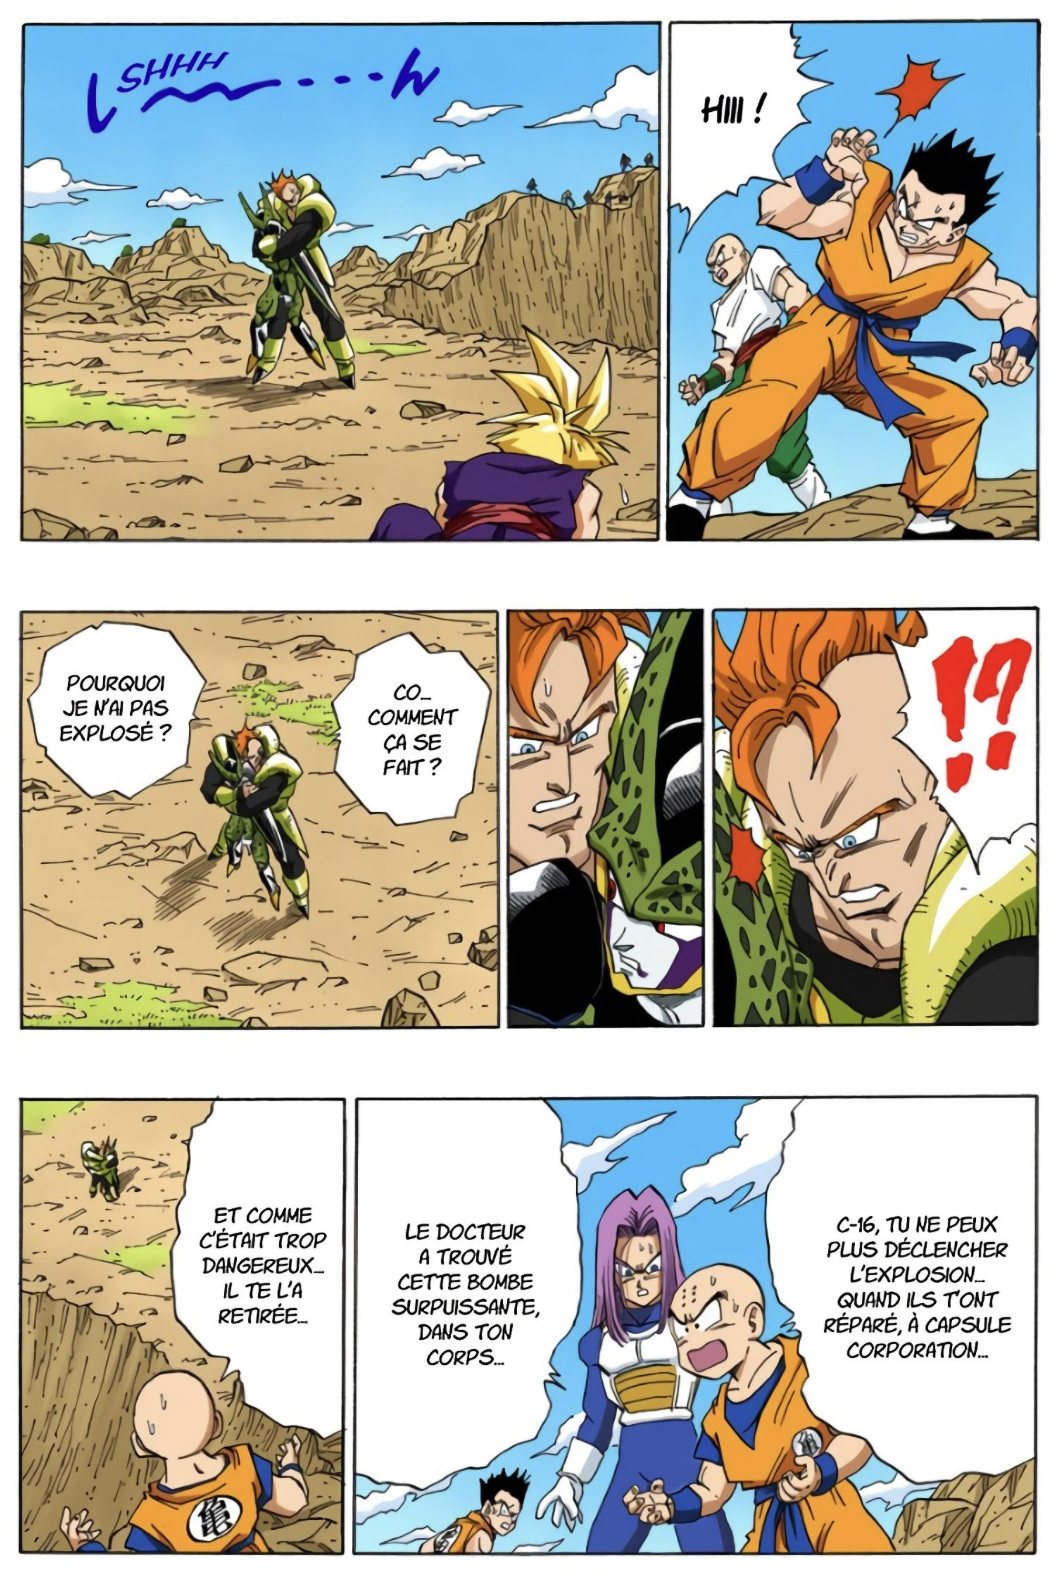 HIII !
SHHH
し〜・・・ん
!?
CO...
COMMENT
ÇA SE
FAIT ?
POURQUOI
JE N'AI PAS
EXPLOSÉ ?
C-16, TU NE PEUX
PLUS DÉCLENCHER
L'EXPLOSION...
QUAND ILS T'ONT
RÉPARÉ, À CAPSULE
CORPORATION...
LE DOCTEUR
A TROUVÉ
CETTE BOMBE
SURPUISSANTE,
DANS TON
CORPS...
ET COMME
C'ÉTAIT TROP
DANGEREUX...
IL TE L'A
RETIRÉE...
亀